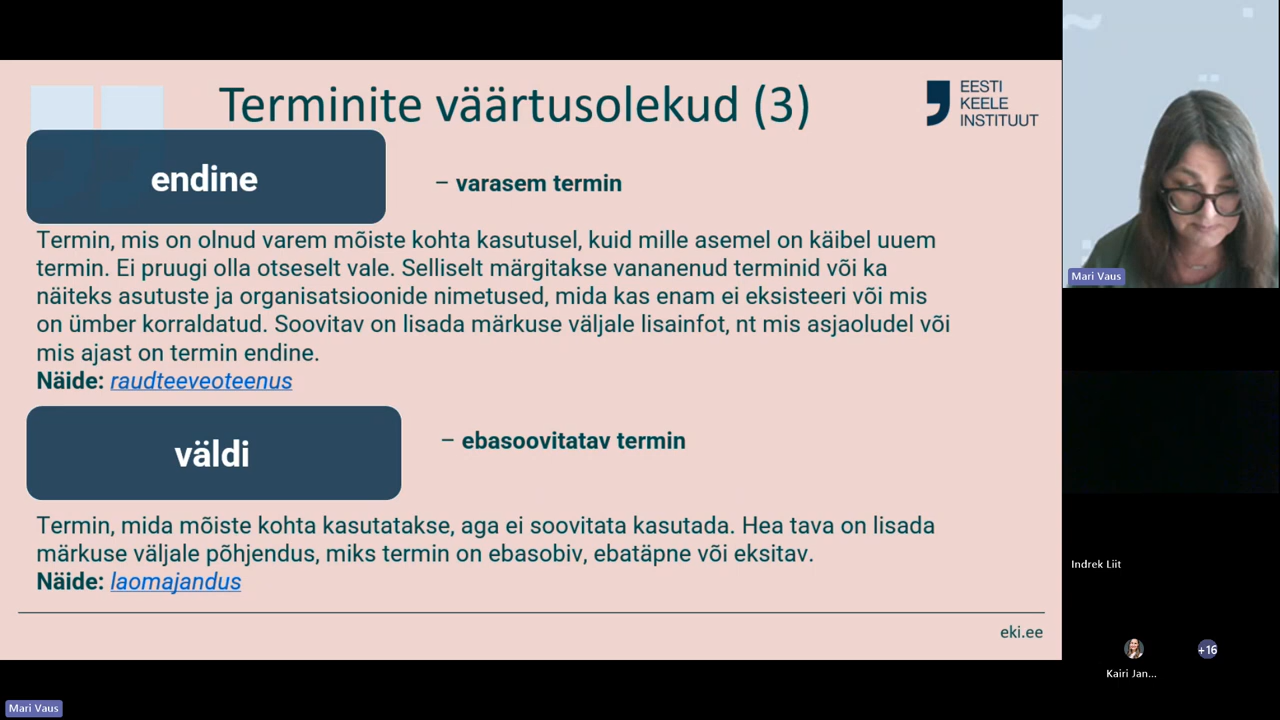 Terminite väärtusolekud (3)
EESTI
KEELE
INSTITUUT
endine
– varasem termin
Termin, mis on olnud varem mõiste kohta kasutusel, kuid mille asemel on käibel uuem
termin. Ei pruugi olla otseselt vale. Selliselt märgitakse vananenud terminid või ka
näiteks asutuste ja organisatsioonide nimetused, mida kas enam ei eksisteeri või mis
on ümber korraldatud. Soovitav on lisada märkuse väljale lisainfot, nt mis asjaoludel või
mis ajast on termin endine.
Näide: raudteeveoteenus
väldi
– ebasoovitatav termin
Termin, mida mõiste kohta kasutatakse, aga ei soovitata kasutada. Hea tava on lisada
märkuse väljale põhjendus, miks termin on ebasobiv, ebatäpne või eksitav.
Näide: laomajandus
eki.ee
Mari Vaus
Indrek Liit
+16
Kairi Jan...
Mari Vaus